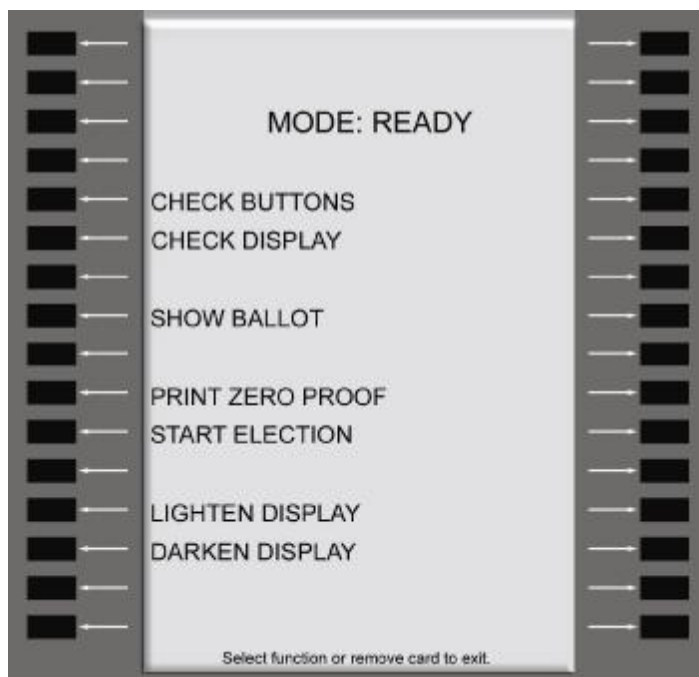 MODE: READY
CHECK BUTTONS
CHECK DISPLAY
SHOW BALLOT
PRINT ZERO PROOF
START ELECTION
LIGHTEN DISPLAY
DARKEN DISPLAY
Select function or remove card to exit.